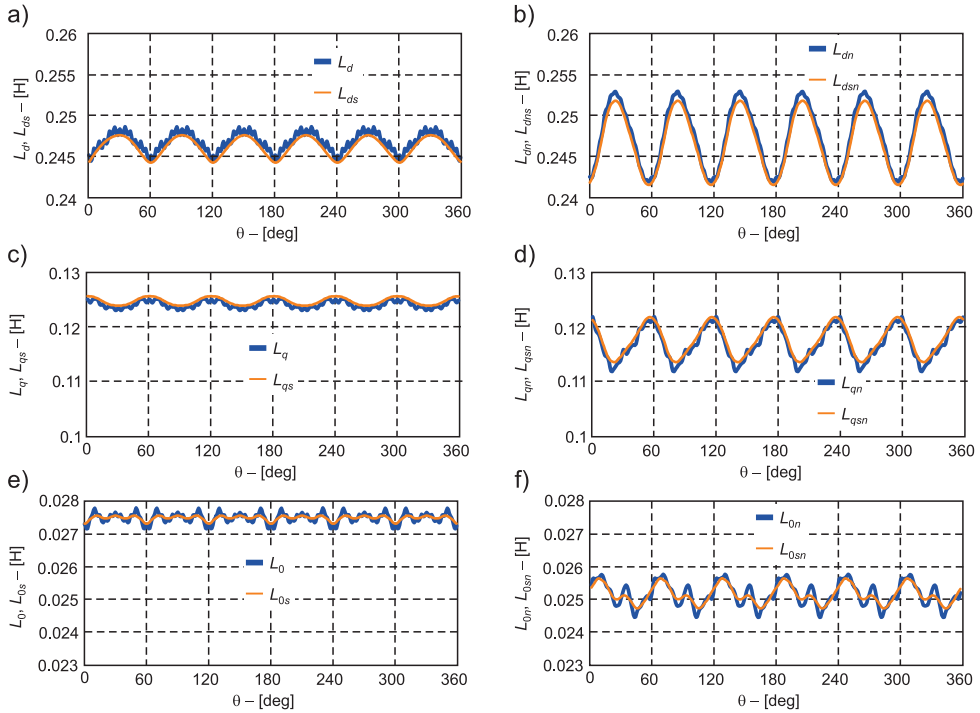 a)
0.26
0.255
0.25
0.245
0.24
L_d, L_ds – [H]
L_d
L_ds
0 60 120 180 240 300 360
θ – [deg]
b)
0.26
0.255
0.25
0.245
0.24
L_dn, L_dns – [H]
L_dn
L_dsn
0 60 120 180 240 300 360
θ – [deg]
c)
0.13
0.12
0.11
0.1
L_q, L_qs – [H]
L_q
L_qs
0 60 120 180 240 300 360
θ – [deg]
d)
0.13
0.12
0.11
0.1
L_qn, L_qsn – [H]
L_qn
L_qsn
0 60 120 180 240 300 360
θ – [deg]
e)
0.028
0.027
0.026
0.025
0.024
0.023
L_0, L_0s – [H]
L_0
L_0s
0 60 120 180 240 300 360
θ – [deg]
f)
0.028
0.027
0.026
0.025
0.024
0.023
L_0n, L_0sn – [H]
L_0n
L_0sn
0 60 120 180 240 300 360
θ – [deg]